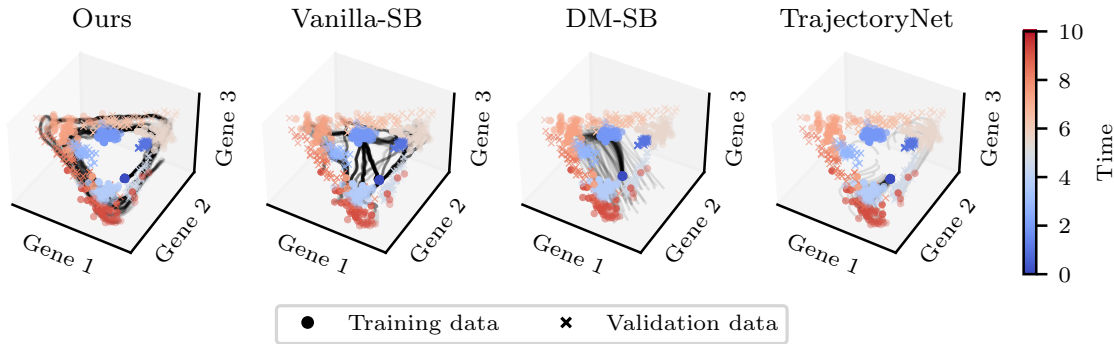 Ours
Vanilla-SB
DM-SB
TrajectoryNet
Gene 1
Gene 2
Gene 3
Gene 1
Gene 2
Gene 3
Gene 1
Gene 2
Gene 3
Gene 1
Gene 2
Gene 3
10
8
6
4
2
0
Time
Training data
Validation data